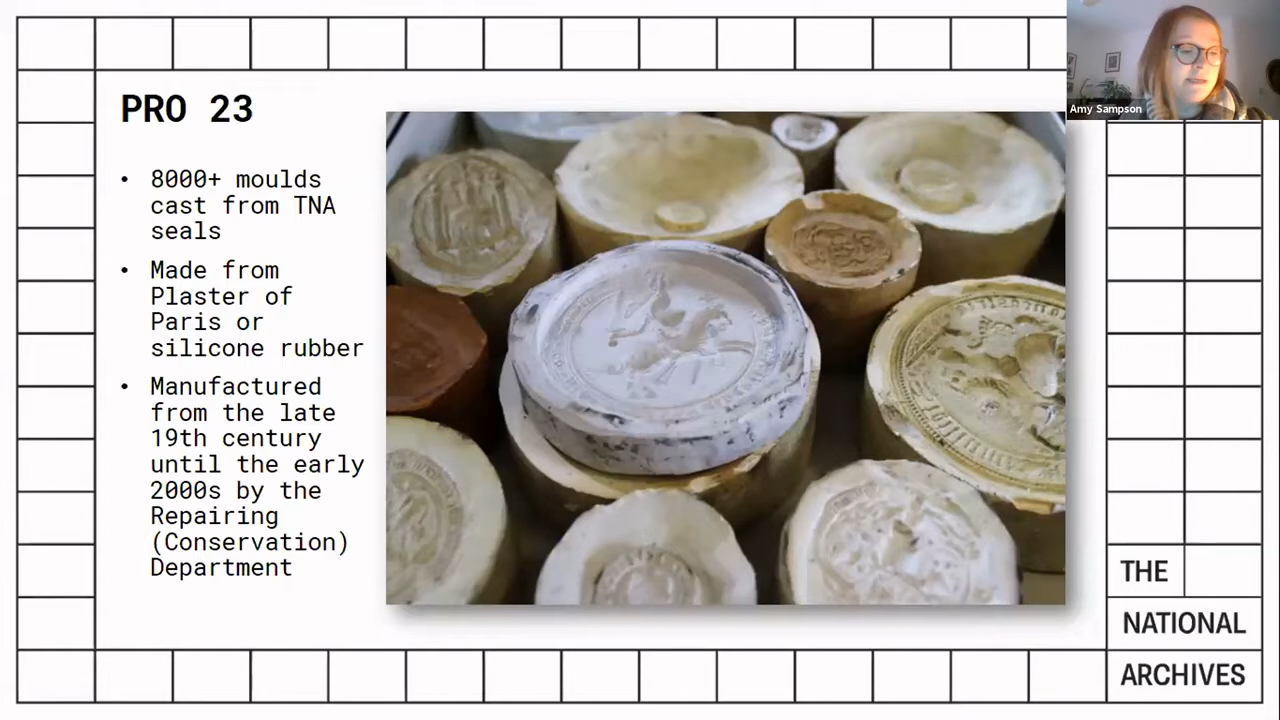 PRO 23
• 8000+ moulds
cast from TNA
seals
• Made from
Plaster of
Paris or
silicone rubber
• Manufactured
from the late
19th century
until the early
2000s by the
Repairing
(Conservation)
Department
Amy Sampson
THE
NATIONAL
ARCHIVES